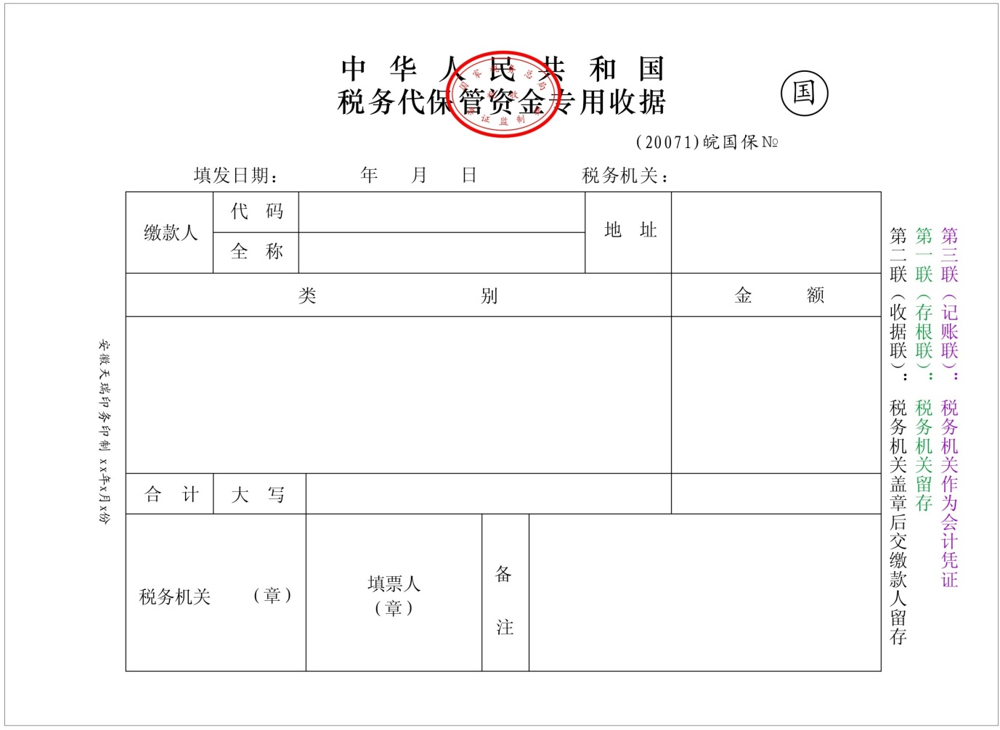 中华人民共和国
税务代保管资金专用收据
国家税务总局
税收
票证监制章
国
(20071)皖国保№
填发日期： 年 月 日 税务机关：
缴款人
代 码
全 称
地 址
类 别
金 额
合 计
大 写
税务机关 (章)
填票人
(章)
备
注
第二联（收据联）： 税务机关盖章后交缴款人留存
第一联（存根联）： 税务机关留存
第三联（记账联）： 税务机关作为会计凭证
安徽天瑞印务印制 xx年x月x份